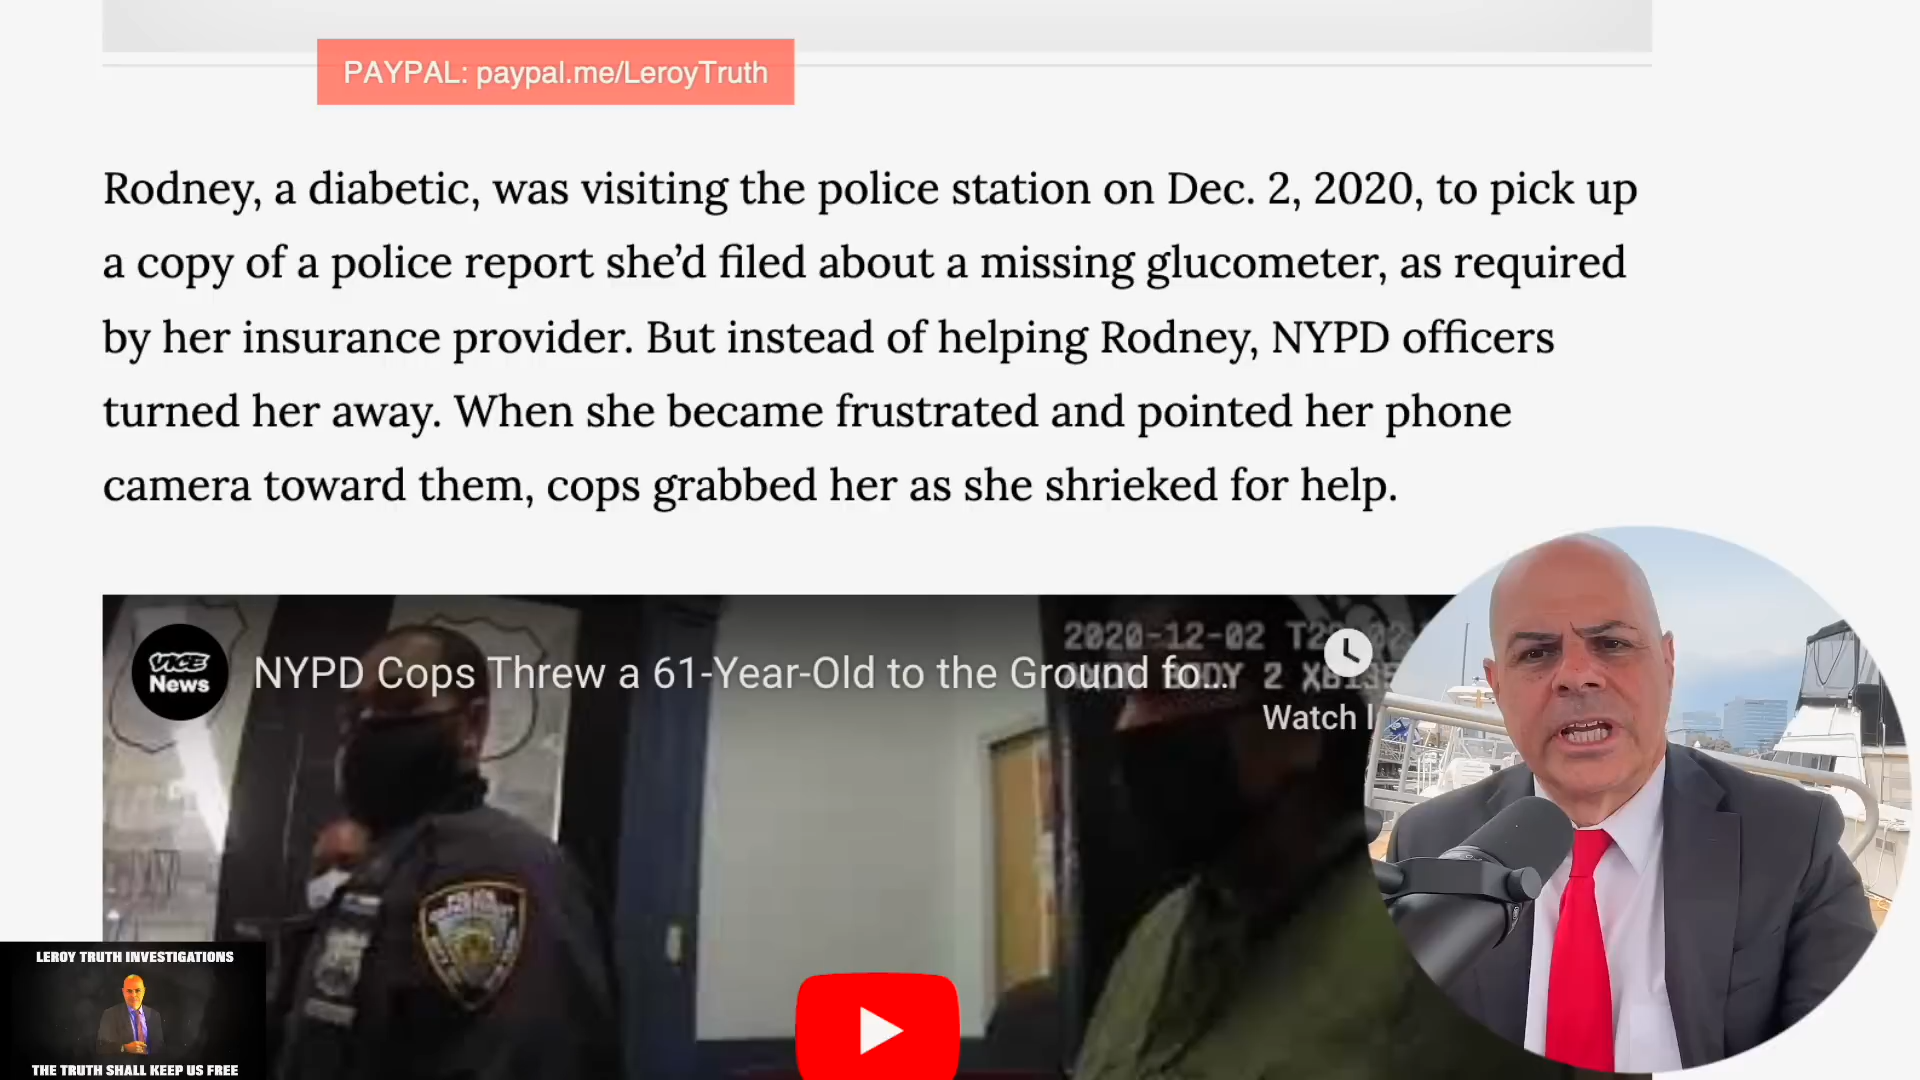 PAYPAL: paypal.me/LeroyTruth
Rodney, a diabetic, was visiting the police station on Dec. 2, 2020, to pick up
a copy of a police report she’d filed about a missing glucometer, as required
by her insurance provider. But instead of helping Rodney, NYPD officers
turned her away. When she became frustrated and pointed her phone
camera toward them, cops grabbed her as she shrieked for help.
VICE
News
NYPD Cops Threw a 61-Year-Old to the Ground fo...
2020-12-02
BODY 2
Watch
LEROY TRUTH INVESTIGATIONS
THE TRUTH SHALL KEEP US FREE